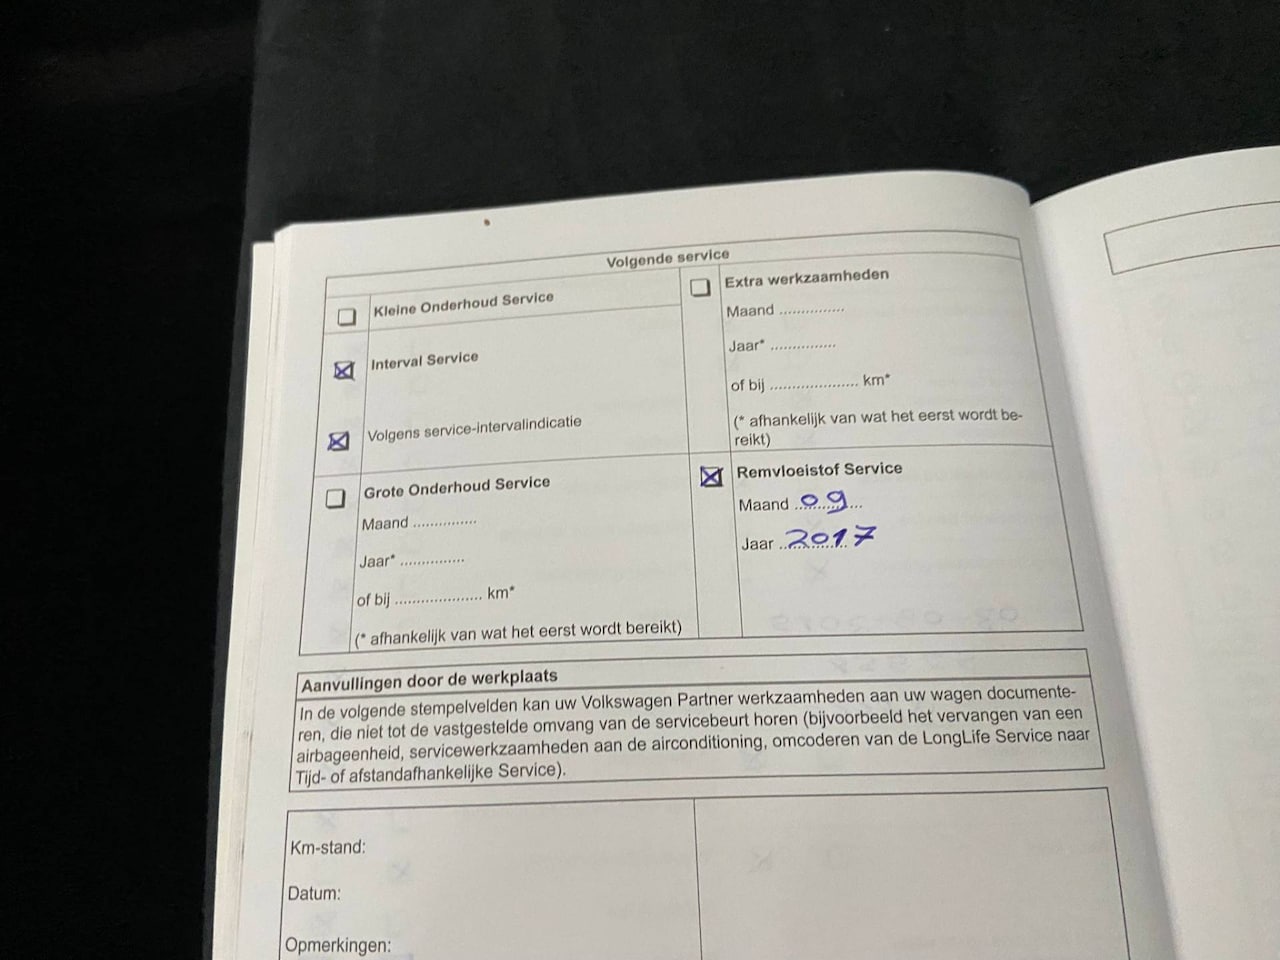 Volgende service
Kleine Onderhoud Service
Interval Service
Volgens service-intervalindicatie
Grote Onderhoud Service
Maand ...............
Jaar* ...............
of bij .................... km*
(* afhankelijk van wat het eerst wordt bereikt)
Extra werkzaamheden
Maand ...............
Jaar* ...............
of bij .................... km*
(* afhankelijk van wat het eerst wordt be-
reikt)
Remvloeistof Service
Maand 09
Jaar 2017
Aanvullingen door de werkplaats
In de volgende stempelvelden kan uw Volkswagen Partner werkzaamheden aan uw wagen documente-
ren, die niet tot de vastgestelde omvang van de servicebeurt horen (bijvoorbeeld het vervangen van een
airbageenheid, servicewerkzaamheden aan de airconditioning, omcoderen van de LongLife Service naar
Tijd- of afstandafhankelijke Service).
Km-stand:
Datum:
Opmerkingen: